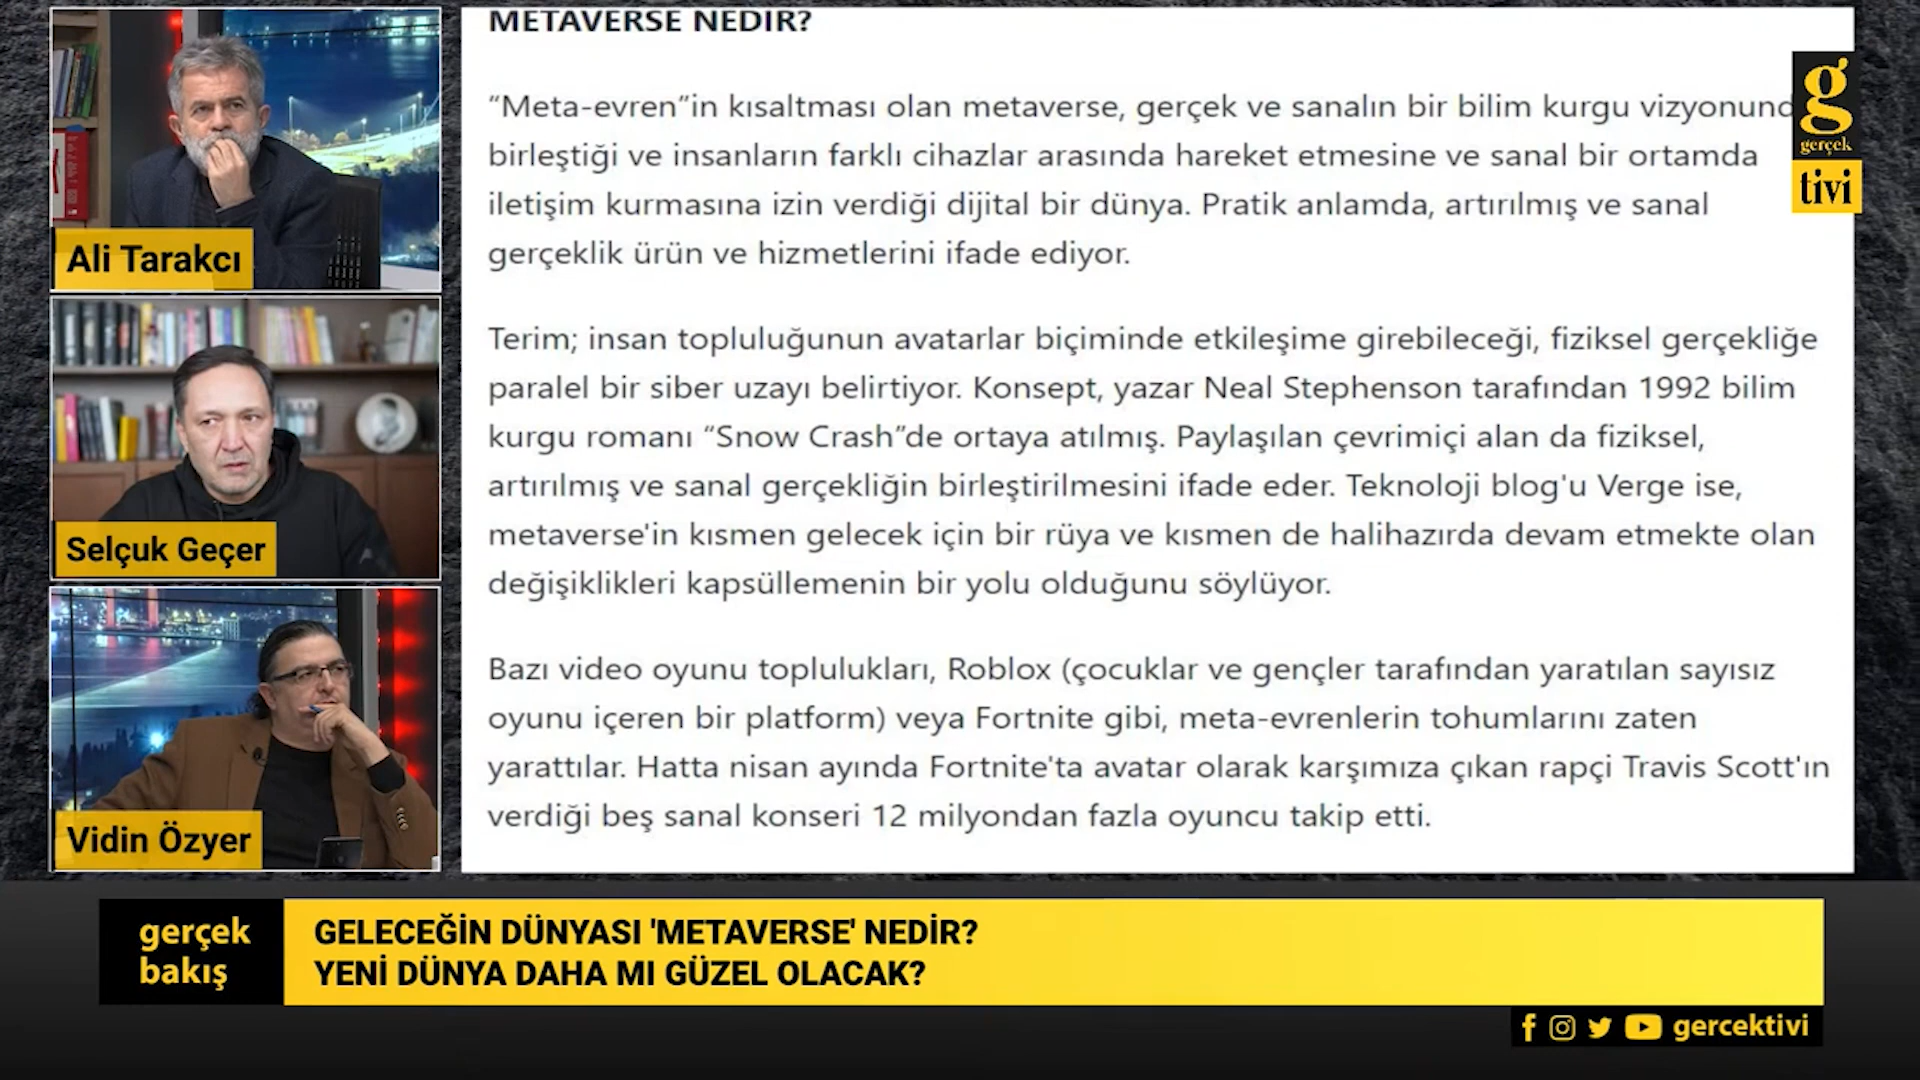 METAVERSE NEDİR?
“Meta-evren”in kısaltması olan metaverse, gerçek ve sanalın bir bilim kurgu vizyonund
birleştiği ve insanların farklı cihazlar arasında hareket etmesine ve sanal bir ortamda
iletişim kurmasına izin verdiği dijital bir dünya. Pratik anlamda, artırılmış ve sanal
gerçeklik ürün ve hizmetlerini ifade ediyor.
Terim; insan topluluğunun avatarlar biçiminde etkileşime girebileceği, fiziksel gerçekliğe
paralel bir siber uzayı belirtiyor. Konsept, yazar Neal Stephenson tarafından 1992 bilim
kurgu romanı “Snow Crash”de ortaya atılmış. Paylaşılan çevrimiçi alan da fiziksel,
artırılmış ve sanal gerçekliğin birleştirilmesini ifade eder. Teknoloji blog'u Verge ise,
metaverse'in kısmen gelecek için bir rüya ve kısmen de halihazırda devam etmekte olan
değişiklikleri kapsüllemenin bir yolu olduğunu söylüyor.
Bazı video oyunu toplulukları, Roblox (çocuklar ve gençler tarafından yaratılan sayısız
oyunu içeren bir platform) veya Fortnite gibi, meta-evrenlerin tohumlarını zaten
yarattılar. Hatta nisan ayında Fortnite'ta avatar olarak karşımıza çıkan rapçi Travis Scott'ın
verdiği beş sanal konseri 12 milyondan fazla oyuncu takip etti.
g
gerçek
tivi
Ali Tarakcı
Selçuk Geçer
Vidin Özyer
gerçek
bakış
GELECEĞİN DÜNYASI 'METAVERSE' NEDİR?
YENİ DÜNYA DAHA MI GÜZEL OLACAK?
gercektivi